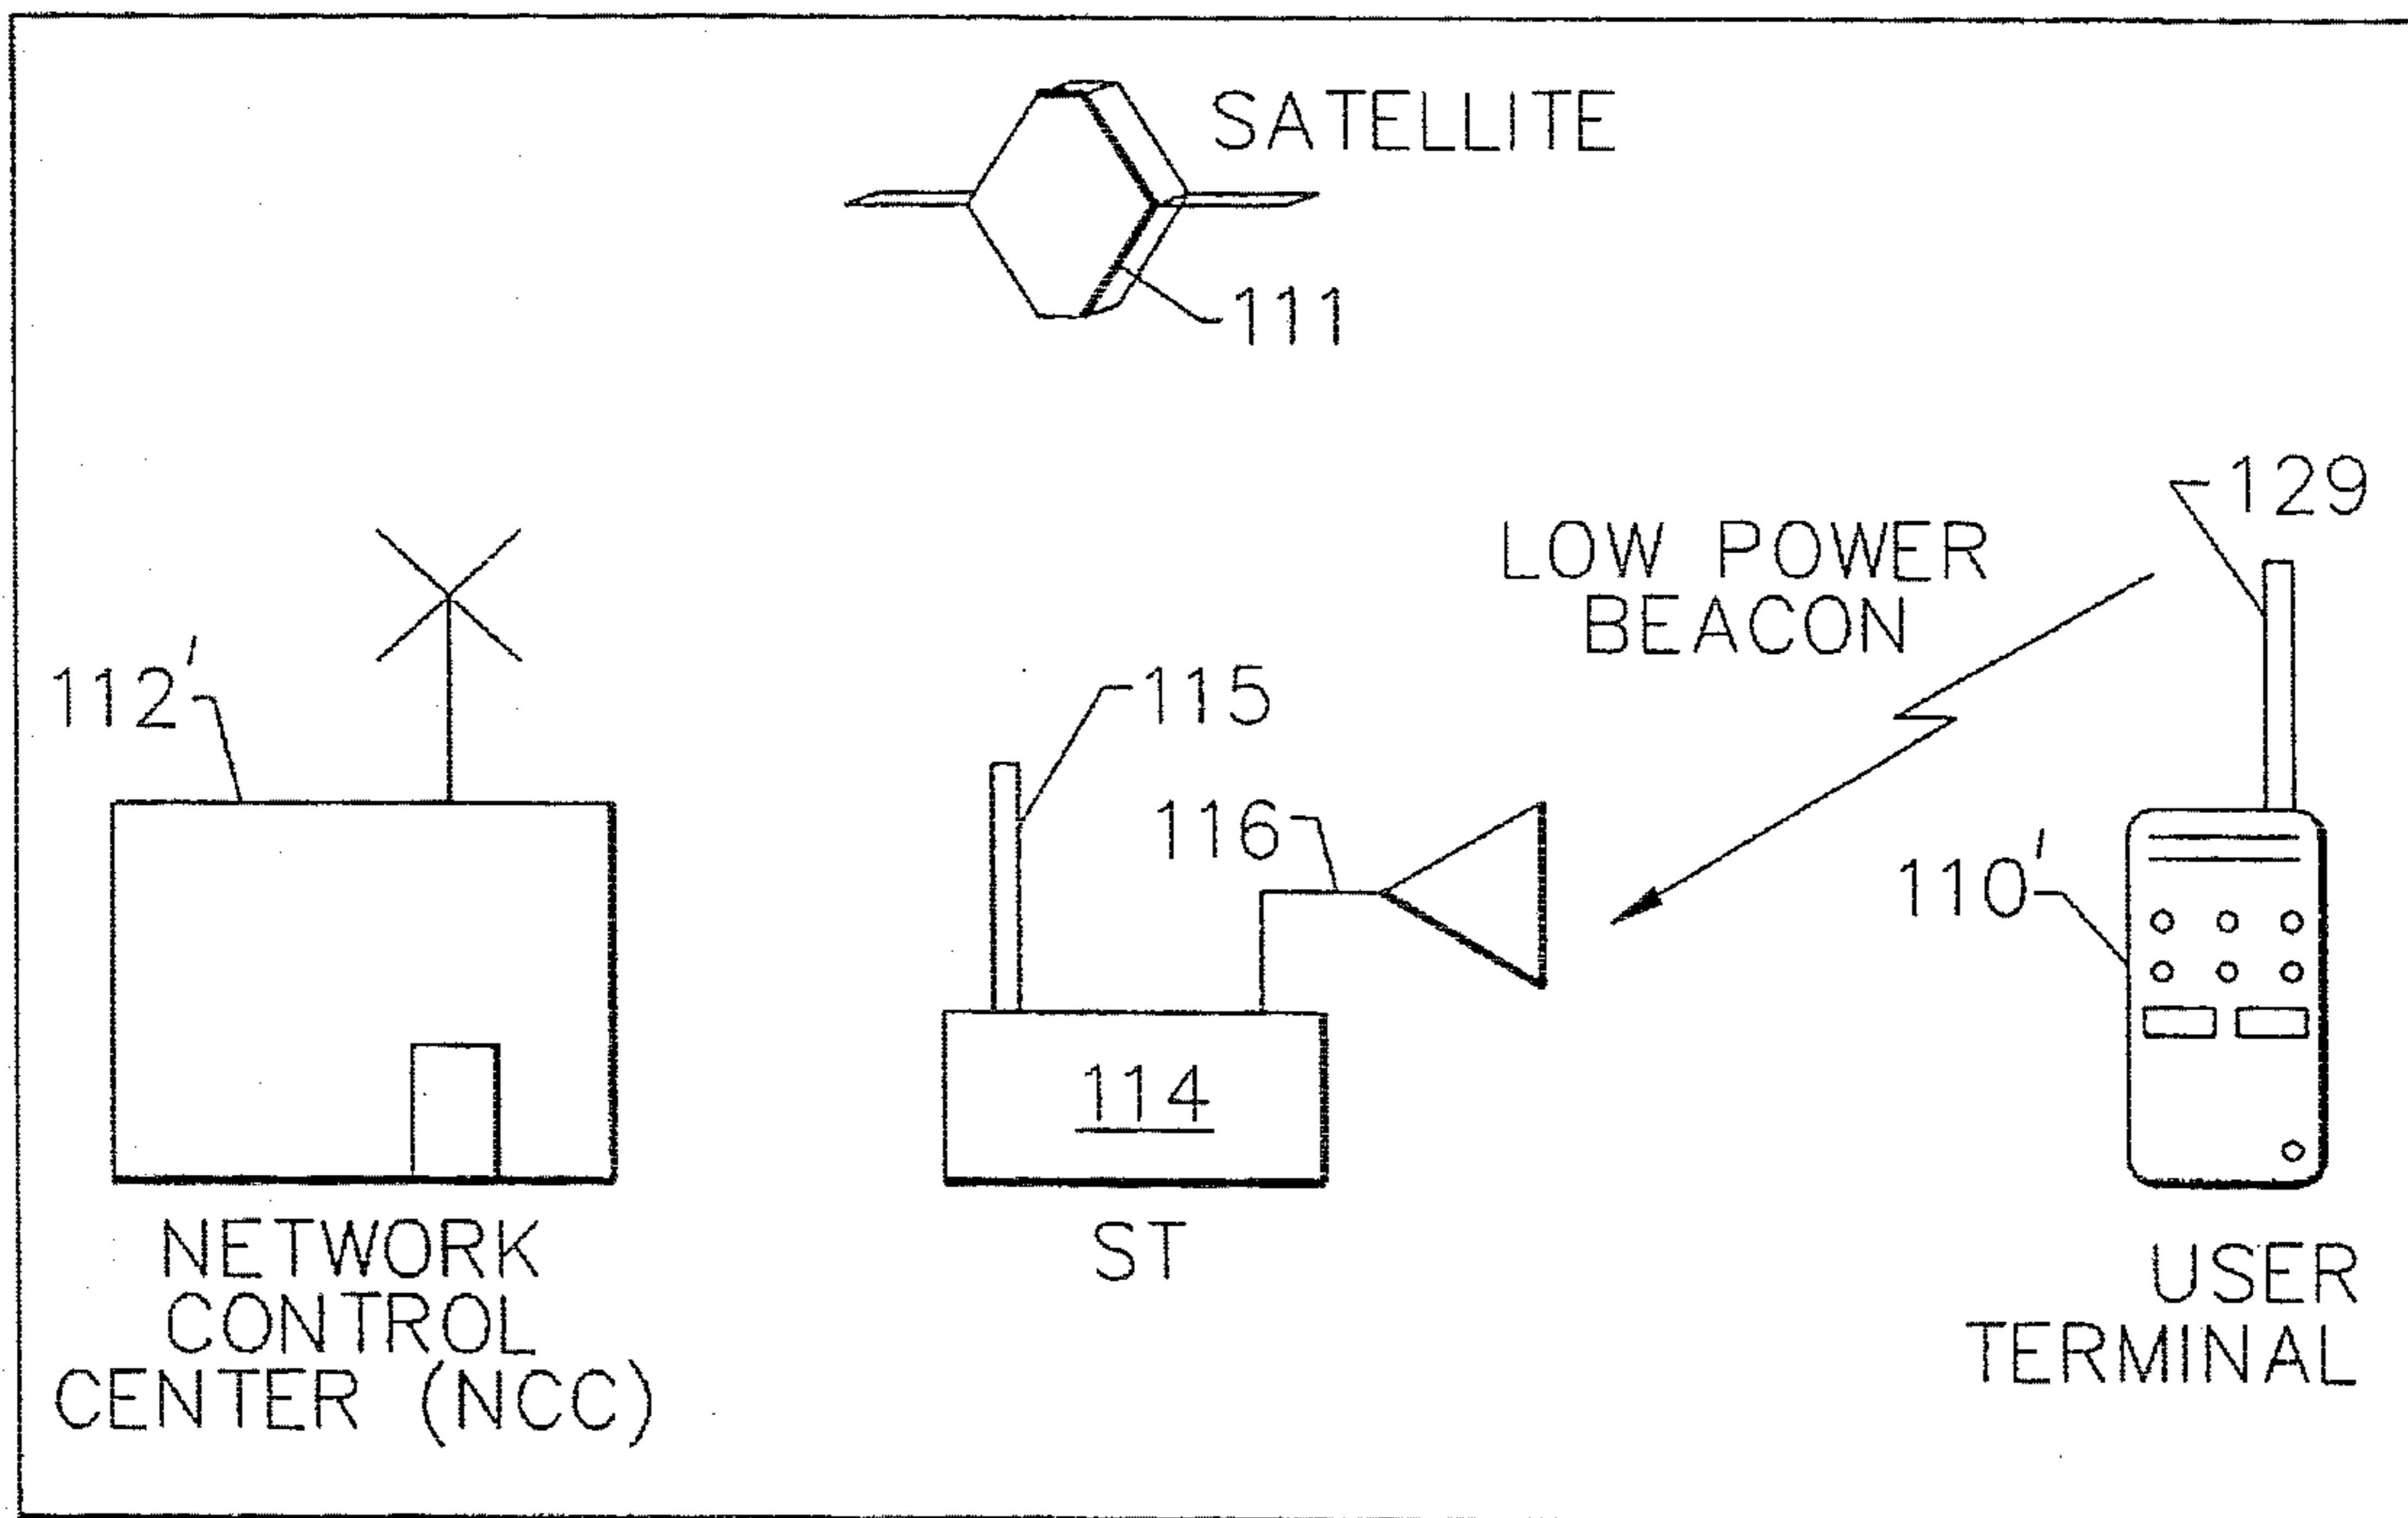 SATELLITE
111
129
LOW POWER
BEACON
112'
115
116
110'
114
NETWORK
CONTROL
CENTER (NCC)
ST
USER
TERMINAL